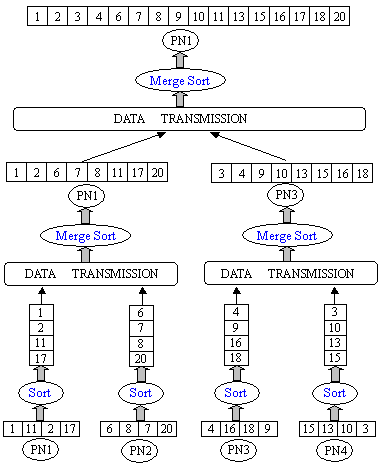 1 2 3 4 6 7 8 9 10 11 13 15 16 17 18 20
PN1
Merge Sort
DATA TRANSMISSION
1 2 6 7 8 11 17 20 3 4 9 10 13 15 16 18
PN1 PN3
Merge Sort Merge Sort
DATA TRANSMISSION DATA TRANSMISSION
1 6 4 3
2 7 9 10
11 8 16 13
17 20 18 15
Sort Sort Sort Sort
1 11 2 17 6 8 7 20 4 16 18 9 15 13 10 3
PN1 PN2 PN3 PN4